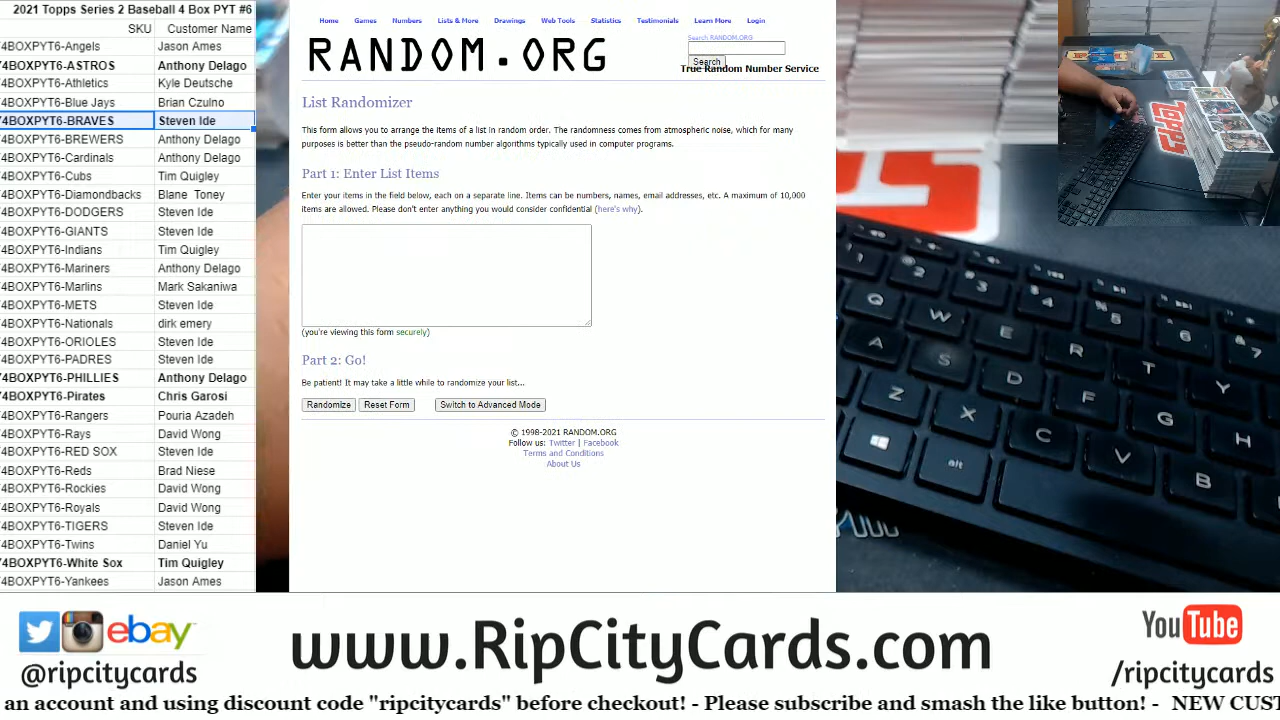 2021 Topps Series 2 Baseball 4 Box PYT #6
SKU Customer Name
4BOXPYT6-Angels Jason Ames
4BOXPYT6-ASTROS Anthony Delago
4BOXPYT6-Athletics Kyle Deutsche
4BOXPYT6-Blue Jays Brian Czulno
4BOXPYT6-BRAVES Steven Ide
4BOXPYT6-BREWERS Anthony Delago
4BOXPYT6-Cardinals Anthony Delago
4BOXPYT6-Cubs Tim Quigley
4BOXPYT6-Diamondbacks Blane Toney
4BOXPYT6-DODGERS Steven Ide
4BOXPYT6-GIANTS Steven Ide
4BOXPYT6-Indians Tim Quigley
4BOXPYT6-Mariners Anthony Delago
4BOXPYT6-Marlins Mark Sakaniwa
4BOXPYT6-METS Steven Ide
4BOXPYT6-Nationals dirk emery
4BOXPYT6-ORIOLES Steven Ide
4BOXPYT6-PADRES Steven Ide
4BOXPYT6-PHILLIES Anthony Delago
4BOXPYT6-Pirates Chris Garosi
4BOXPYT6-Rangers Pouria Azadeh
4BOXPYT6-Rays David Wong
4BOXPYT6-RED SOX Steven Ide
4BOXPYT6-Reds Brad Niese
4BOXPYT6-Rockies David Wong
4BOXPYT6-Royals David Wong
4BOXPYT6-TIGERS Steven Ide
4BOXPYT6-Twins Daniel Yu
4BOXPYT6-White Sox Tim Quigley
4BOXPYT6-Yankees Jason Ames
Home Games Numbers Lists & More Drawings Web Tools Statistics Testimonials Learn More Login
RANDOM.ORG
Search RANDOM.ORG
Search
True Random Number Service
List Randomizer
This form allows you to arrange the items of a list in random order. The randomness comes from atmospheric noise, which for many
purposes is better than the pseudo-random number algorithms typically used in computer programs.
Part 1: Enter List Items
Enter your items in the field below, each on a separate line. Items can be numbers, names, email addresses, etc. A maximum of 10,000
items are allowed. Please don't enter anything you would consider confidential (here's why).
(you're viewing this form securely)
Part 2: Go!
Be patient! It may take a little while to randomize your list...
Randomize Reset Form Switch to Advanced Mode
© 1998-2021 RANDOM.ORG
Follow us: Twitter | Facebook
Terms and Conditions
About Us
Topps
1 2 3 4 5 6 7
Q W E R T Y
A S D F G H
Z X C V B
alt
ebay
@ripcitycards
www.RipCityCards.com
YouTube
/ripcitycards
an account and using discount code "ripcitycards" before checkout! - Please subscribe and smash the like button! - NEW CUST